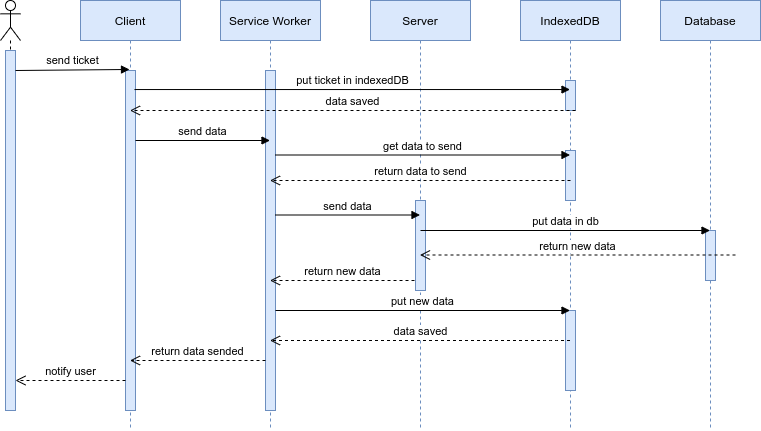 Client
Service Worker
Server
IndexedDB
Database
send ticket
put ticket in indexedDB
data saved
send data
get data to send
return data to send
send data
put data in db
return new data
return new data
put new data
data saved
return data sended
notify user